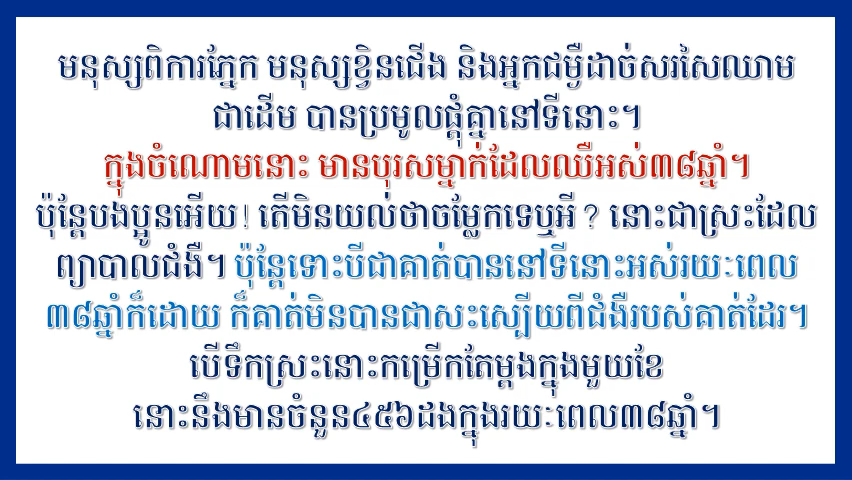 មនុស្សពិការភ្នែក មនុស្សខ្វិនជើង និងអ្នកជម្ងឺដាច់សរសៃឈាម
ជាដើម បានប្រមូលផ្តុំគ្នានៅទីនោះ។
ក្នុងចំណោមនោះ មានបុរសម្នាក់ដែលឈឺអស់៣៨ឆ្នាំ។
ប៉ុន្តែបងប្អូនអើយ! តើមិនយល់ថាចម្លែកទេឬអី? នោះជាស្រះដែល
ព្យាបាលជំងឺ។ ប៉ុន្តែទោះបីជាគាត់បាននៅទីនោះអស់រយៈពេល
៣៨ឆ្នាំក៏ដោយ ក៏គាត់មិនបានជាសះស្បើយពីជំងឺរបស់គាត់ដែរ។
បើទឹកស្រះនោះកម្រើកតែម្តងក្នុងមួយខែ
នោះនឹងមានចំនួន៤៥៦ដងក្នុងរយៈពេល៣៨ឆ្នាំ។